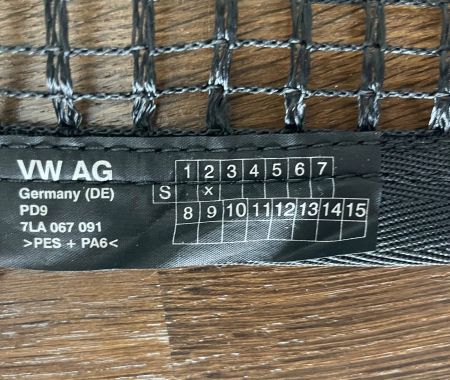 VW AG
Germany (DE)
PD9
7LA 067 091
>PES + PA6<
1 2 3 4 5 6 7
S x
8 9 10 11 12 13 14 15